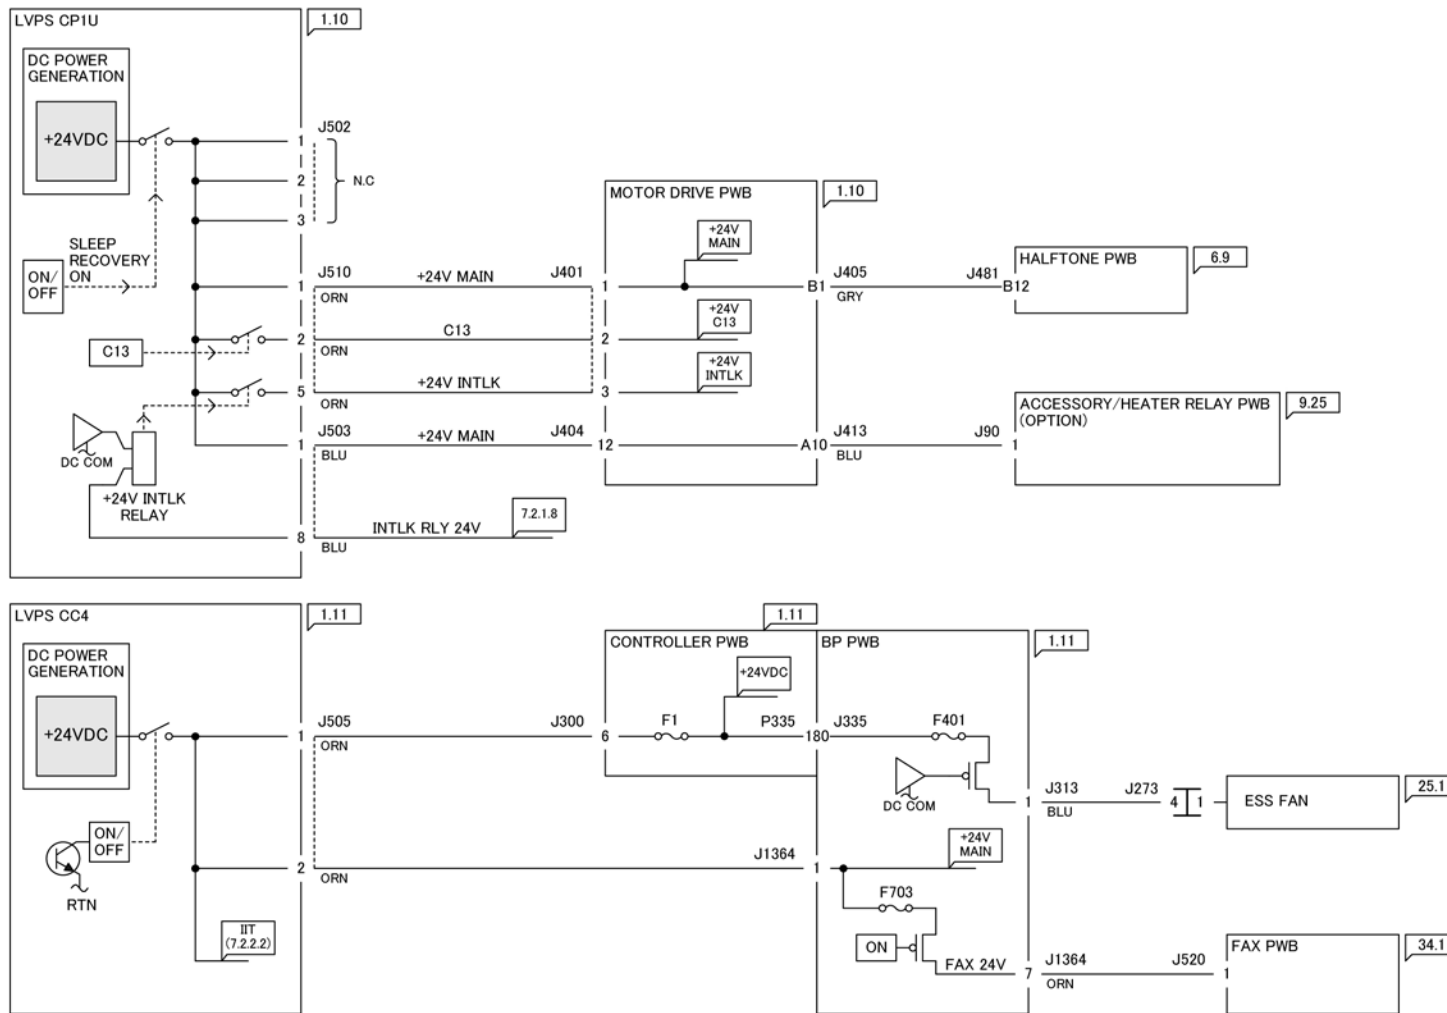 LVPS CP1U
1.10
DC POWER
GENERATION
+24VDC
J502
1
2
3
N.C
SLEEP
RECOVERY
ON
ON/
OFF
J510
+24V MAIN
J401
1
ORN
C13
2
ORN
C13
5
ORN
+24V INTLK
DC COM
+24V INTLK
RELAY
J503
1
BLU
+24V MAIN
J404
8
BLU
INTLK RLY 24V
7.2.1.8
MOTOR DRIVE PWB
1.10
+24V
MAIN
1
B1
J405
GRY
J481
B12
HALFTONE PWB
6.9
+24V
C13
2
+24V
INTLK
3
12
A10
J413
BLU
J90
1
ACCESSORY/HEATER RELAY PWB
(OPTION)
9.25
LVPS CC4
1.11
DC POWER
GENERATION
+24VDC
ON/
OFF
RTN
IIT
(7.2.2.2)
J505
1
ORN
J300
2
ORN
J1364
CONTROLLER PWB
1.11
+24VDC
6
F1
P335
180
BP PWB
1.11
J335
F401
DC COM
1
J313
BLU
J273
4
1
ESS FAN
25.1
+24V
MAIN
1
F703
ON
FAX 24V
7
J1364
ORN
J520
1
FAX PWB
34.1